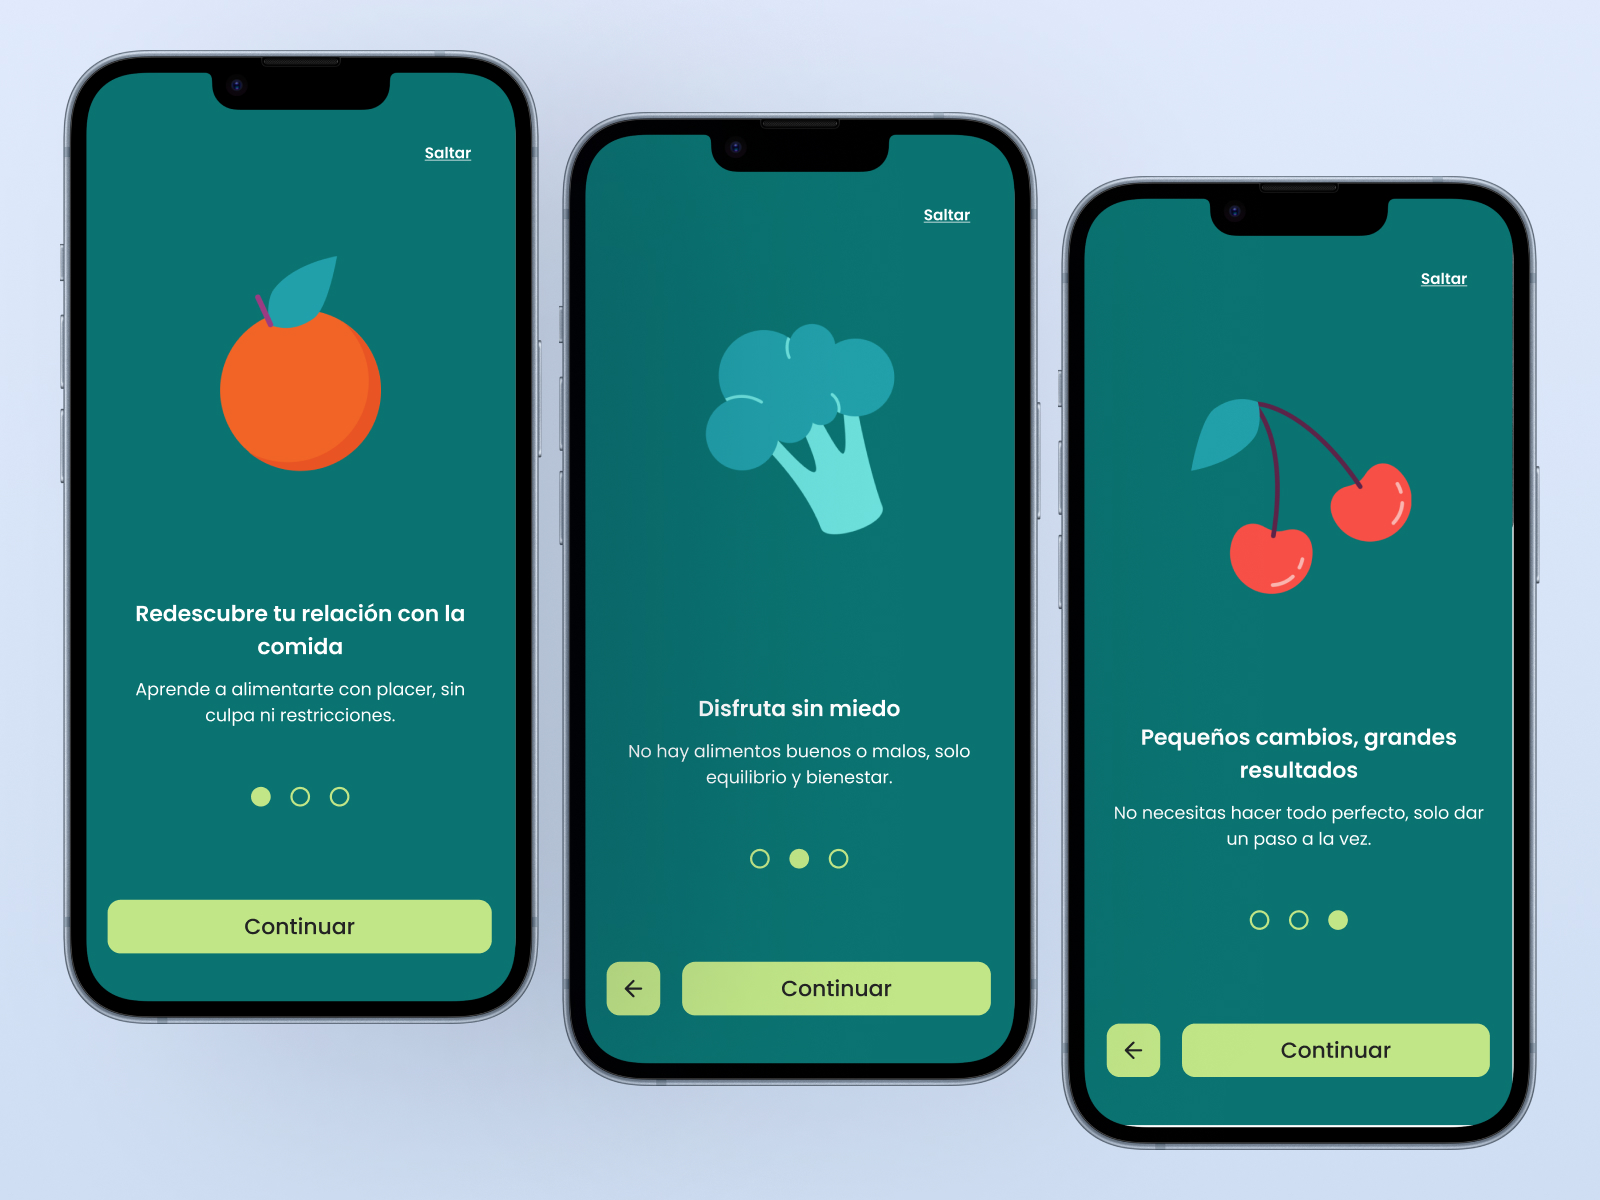 Saltar
Redescubre tu relación con la
comida
Aprende a alimentarte con placer, sin
culpa ni restricciones.
Continuar
Saltar
Disfruta sin miedo
No hay alimentos buenos o malos, solo
equilibrio y bienestar.
Continuar
Saltar
Pequeños cambios, grandes
resultados
No necesitas hacer todo perfecto, solo dar
un paso a la vez.
Continuar